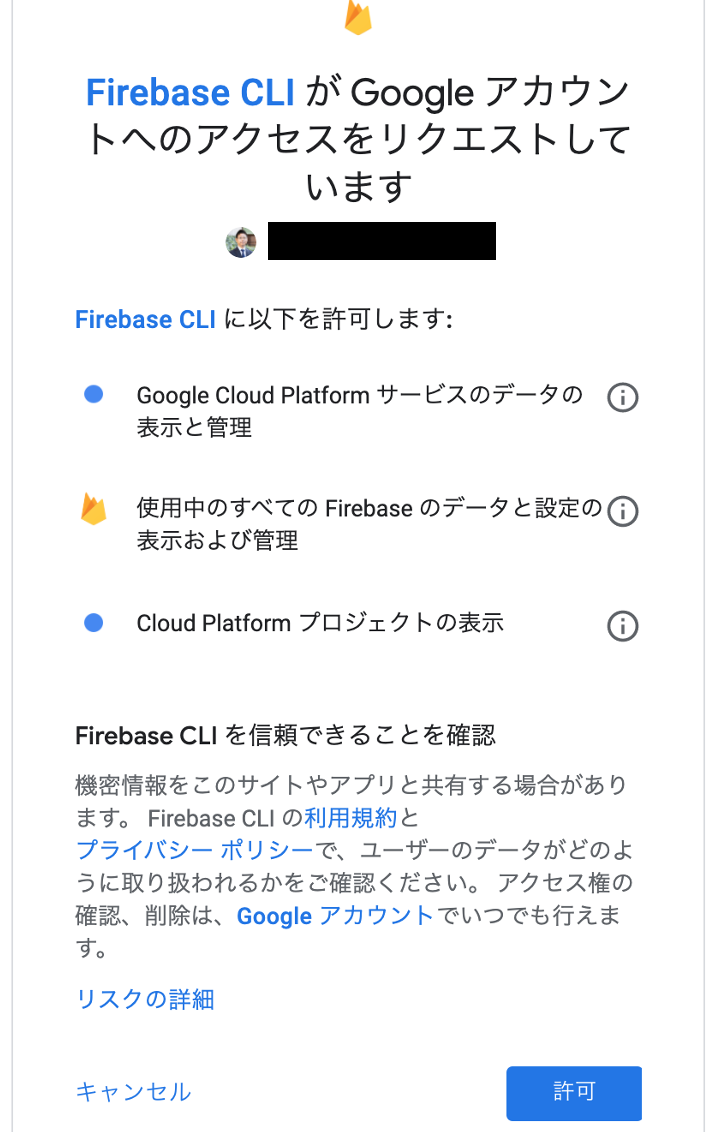 Firebase CLI が Google アカウン
トへのアクセスをリクエストして
います
Firebase CLI に以下を許可します:
Google Cloud Platform サービスのデータの
表示と管理
使用中のすべての Firebase のデータと設定の
表示および管理
Cloud Platform プロジェクトの表示
Firebase CLI を信頼できることを確認
機密情報をこのサイトやアプリと共有する場合があり
ます。 Firebase CLI の利用規約と
プライバシー ポリシーで、ユーザーのデータがどのよ
うに取り扱われるかをご確認ください。 アクセス権の
確認、削除は、Google アカウントでいつでも行えま
す。
リスクの詳細
キャンセル
許可